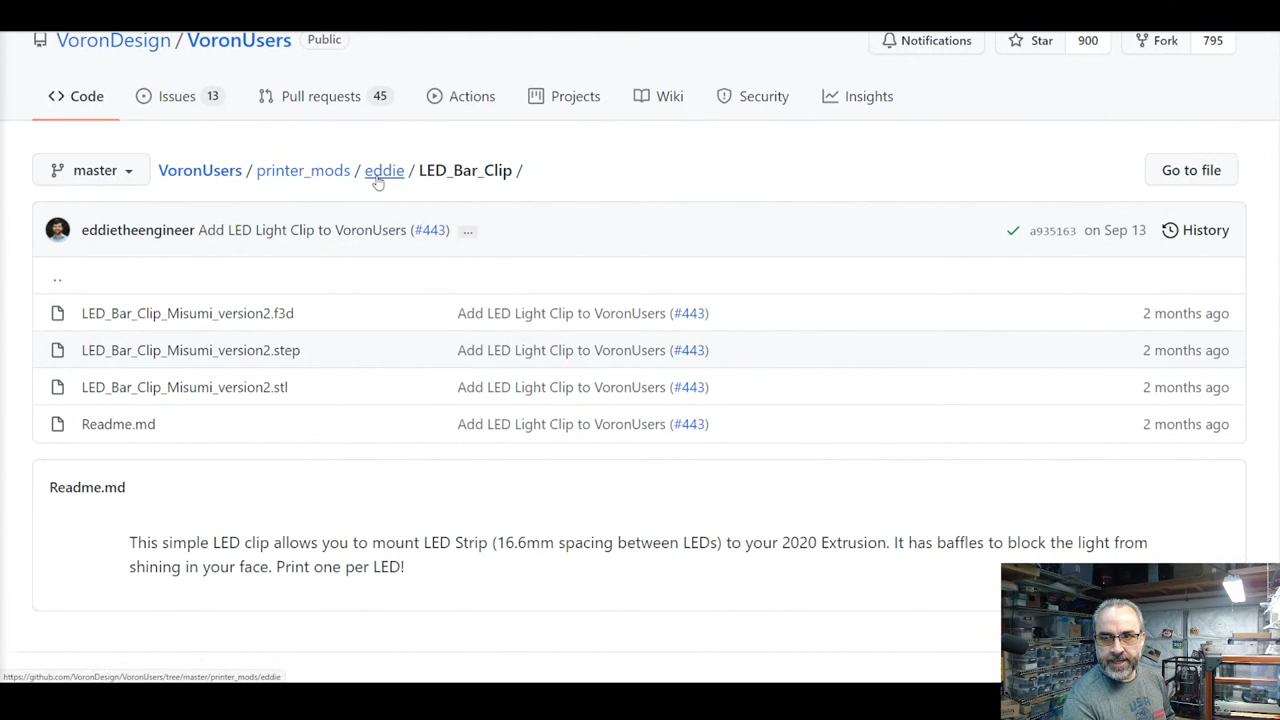 VoronDesign / VoronUsers Public
Notifications Star 900 Fork 795
Code Issues 13 Pull requests 45 Actions Projects Wiki Security Insights
master VoronUsers / printer_mods / eddie / LED_Bar_Clip / Go to file
eddietheengineer Add LED Light Clip to VoronUsers (#443) ... a935163 on Sep 13 History
..
LED_Bar_Clip_Misumi_version2.f3d Add LED Light Clip to VoronUsers (#443) 2 months ago
LED_Bar_Clip_Misumi_version2.step Add LED Light Clip to VoronUsers (#443) 2 months ago
LED_Bar_Clip_Misumi_version2.stl Add LED Light Clip to VoronUsers (#443) 2 months ago
Readme.md Add LED Light Clip to VoronUsers (#443) 2 months ago
Readme.md
This simple LED clip allows you to mount LED Strip (16.6mm spacing between LEDs) to your 2020 Extrusion. It has baffles to block the light from
shining in your face. Print one per LED!
https://github.com/VoronDesign/VoronUsers/tree/master/printer_mods/eddie